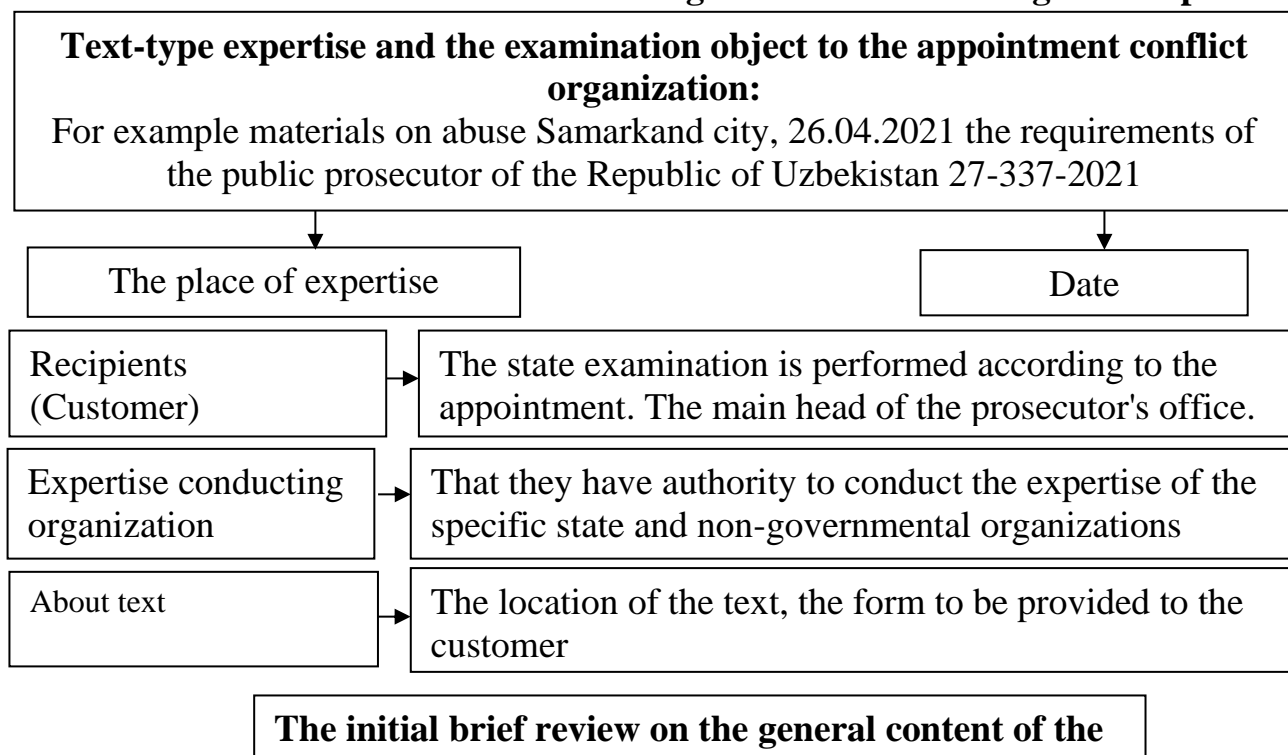 Text-type expertise and the examination object to the appointment conflict
organization:
For example materials on abuse Samarkand city, 26.04.2021 the requirements of
the public prosecutor of the Republic of Uzbekistan 27-337-2021
The place of expertise
Date
Recipients
(Customer)
The state examination is performed according to the
appointment. The main head of the prosecutor's office.
Expertise conducting
organization
That they have authority to conduct the expertise of the
specific state and non-governmental organizations
About text
The location of the text, the form to be provided to the
customer
The initial brief review on the general content of the